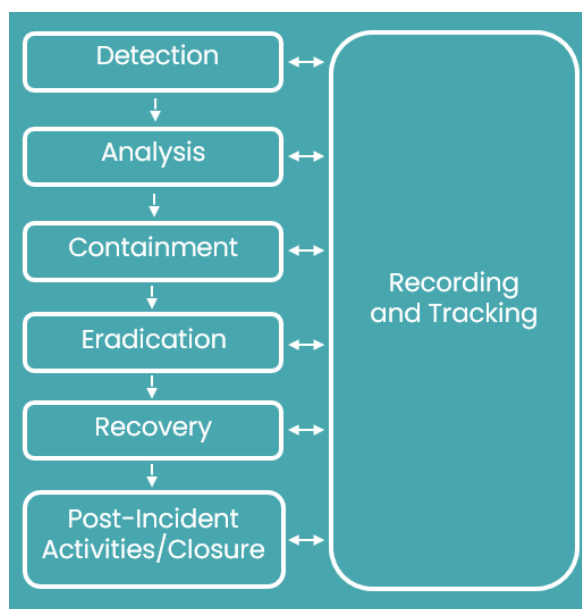 Detection
Analysis
Containment
Eradication
Recovery
Post-Incident
Activities/Closure
Recording
and Tracking